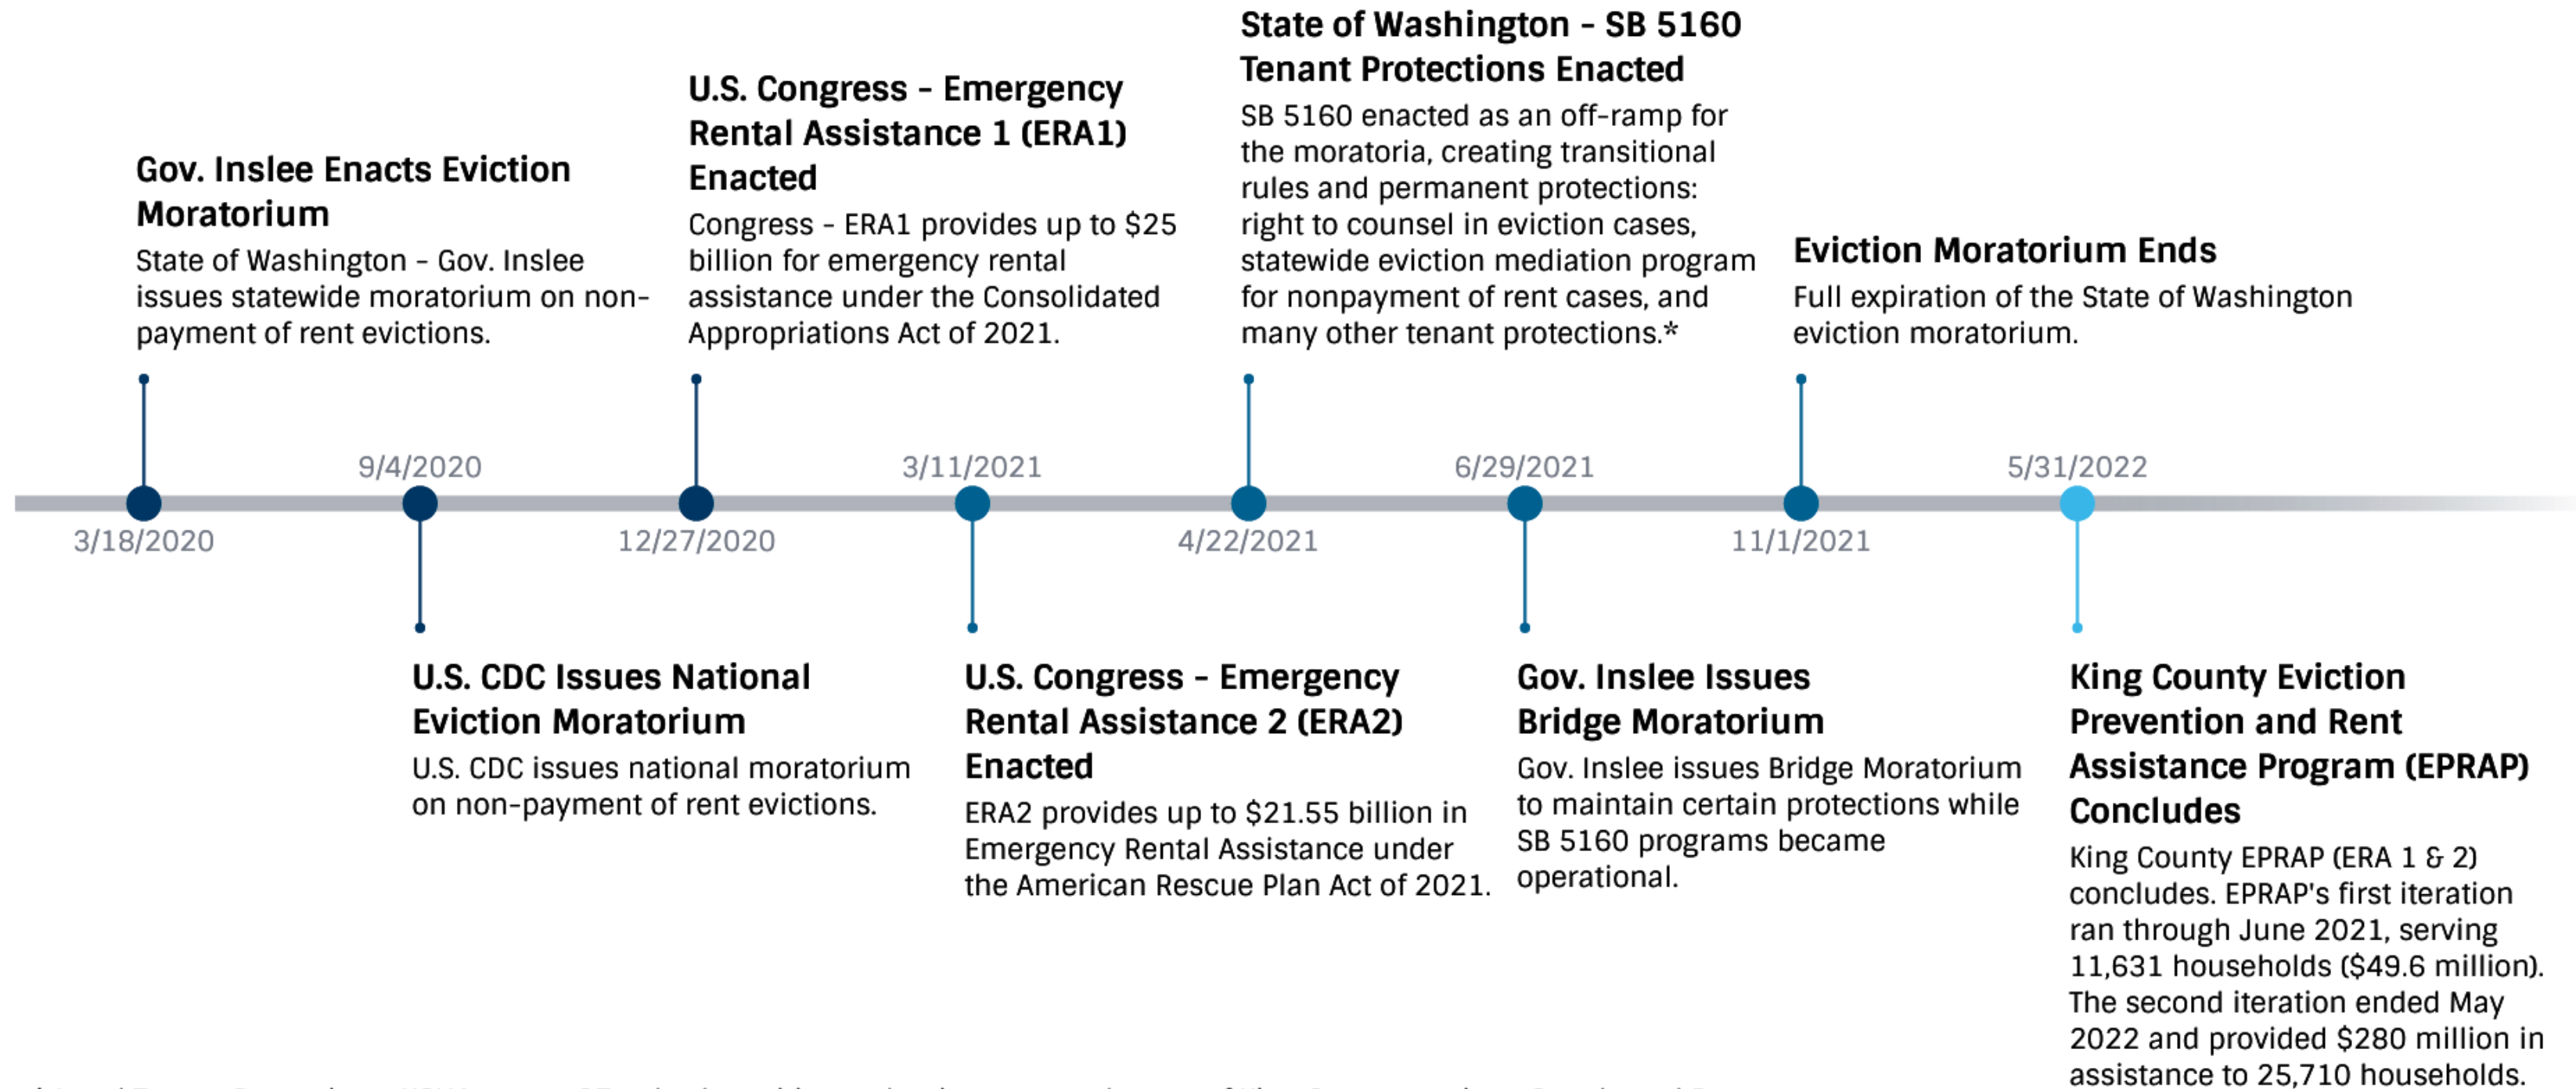 Gov. Inslee Enacts Eviction
Moratorium
State of Washington - Gov. Inslee
issues statewide moratorium on non-
payment of rent evictions.
3/18/2020
9/4/2020
U.S. CDC Issues National
Eviction Moratorium
U.S. CDC issues national moratorium
on non-payment of rent evictions.
U.S. Congress - Emergency
Rental Assistance 1 (ERA1)
Enacted
Congress - ERA1 provides up to $25
billion for emergency rental
assistance under the Consolidated
Appropriations Act of 2021.
12/27/2020
3/11/2021
U.S. Congress - Emergency
Rental Assistance 2 (ERA2)
Enacted
ERA2 provides up to $21.55 billion in
Emergency Rental Assistance under
the American Rescue Plan Act of 2021.
State of Washington - SB 5160
Tenant Protections Enacted
SB 5160 enacted as an off-ramp for
the moratoria, creating transitional
rules and permanent protections:
right to counsel in eviction cases,
statewide eviction mediation program
for nonpayment of rent cases, and
many other tenant protections.*
4/22/2021
6/29/2021
Gov. Inslee Issues
Bridge Moratorium
Gov. Inslee issues Bridge Moratorium
to maintain certain protections while
SB 5160 programs became
operational.
Eviction Moratorium Ends
Full expiration of the State of Washington
eviction moratorium.
11/1/2021
5/31/2022
King County Eviction
Prevention and Rent
Assistance Program (EPRAP)
Concludes
King County EPRAP (ERA 1 & 2)
concludes. EPRAP's first iteration
ran through June 2021, serving
11,631 households ($49.6 million).
The second iteration ended May
2022 and provided $280 million in
assistance to 25,710 households.